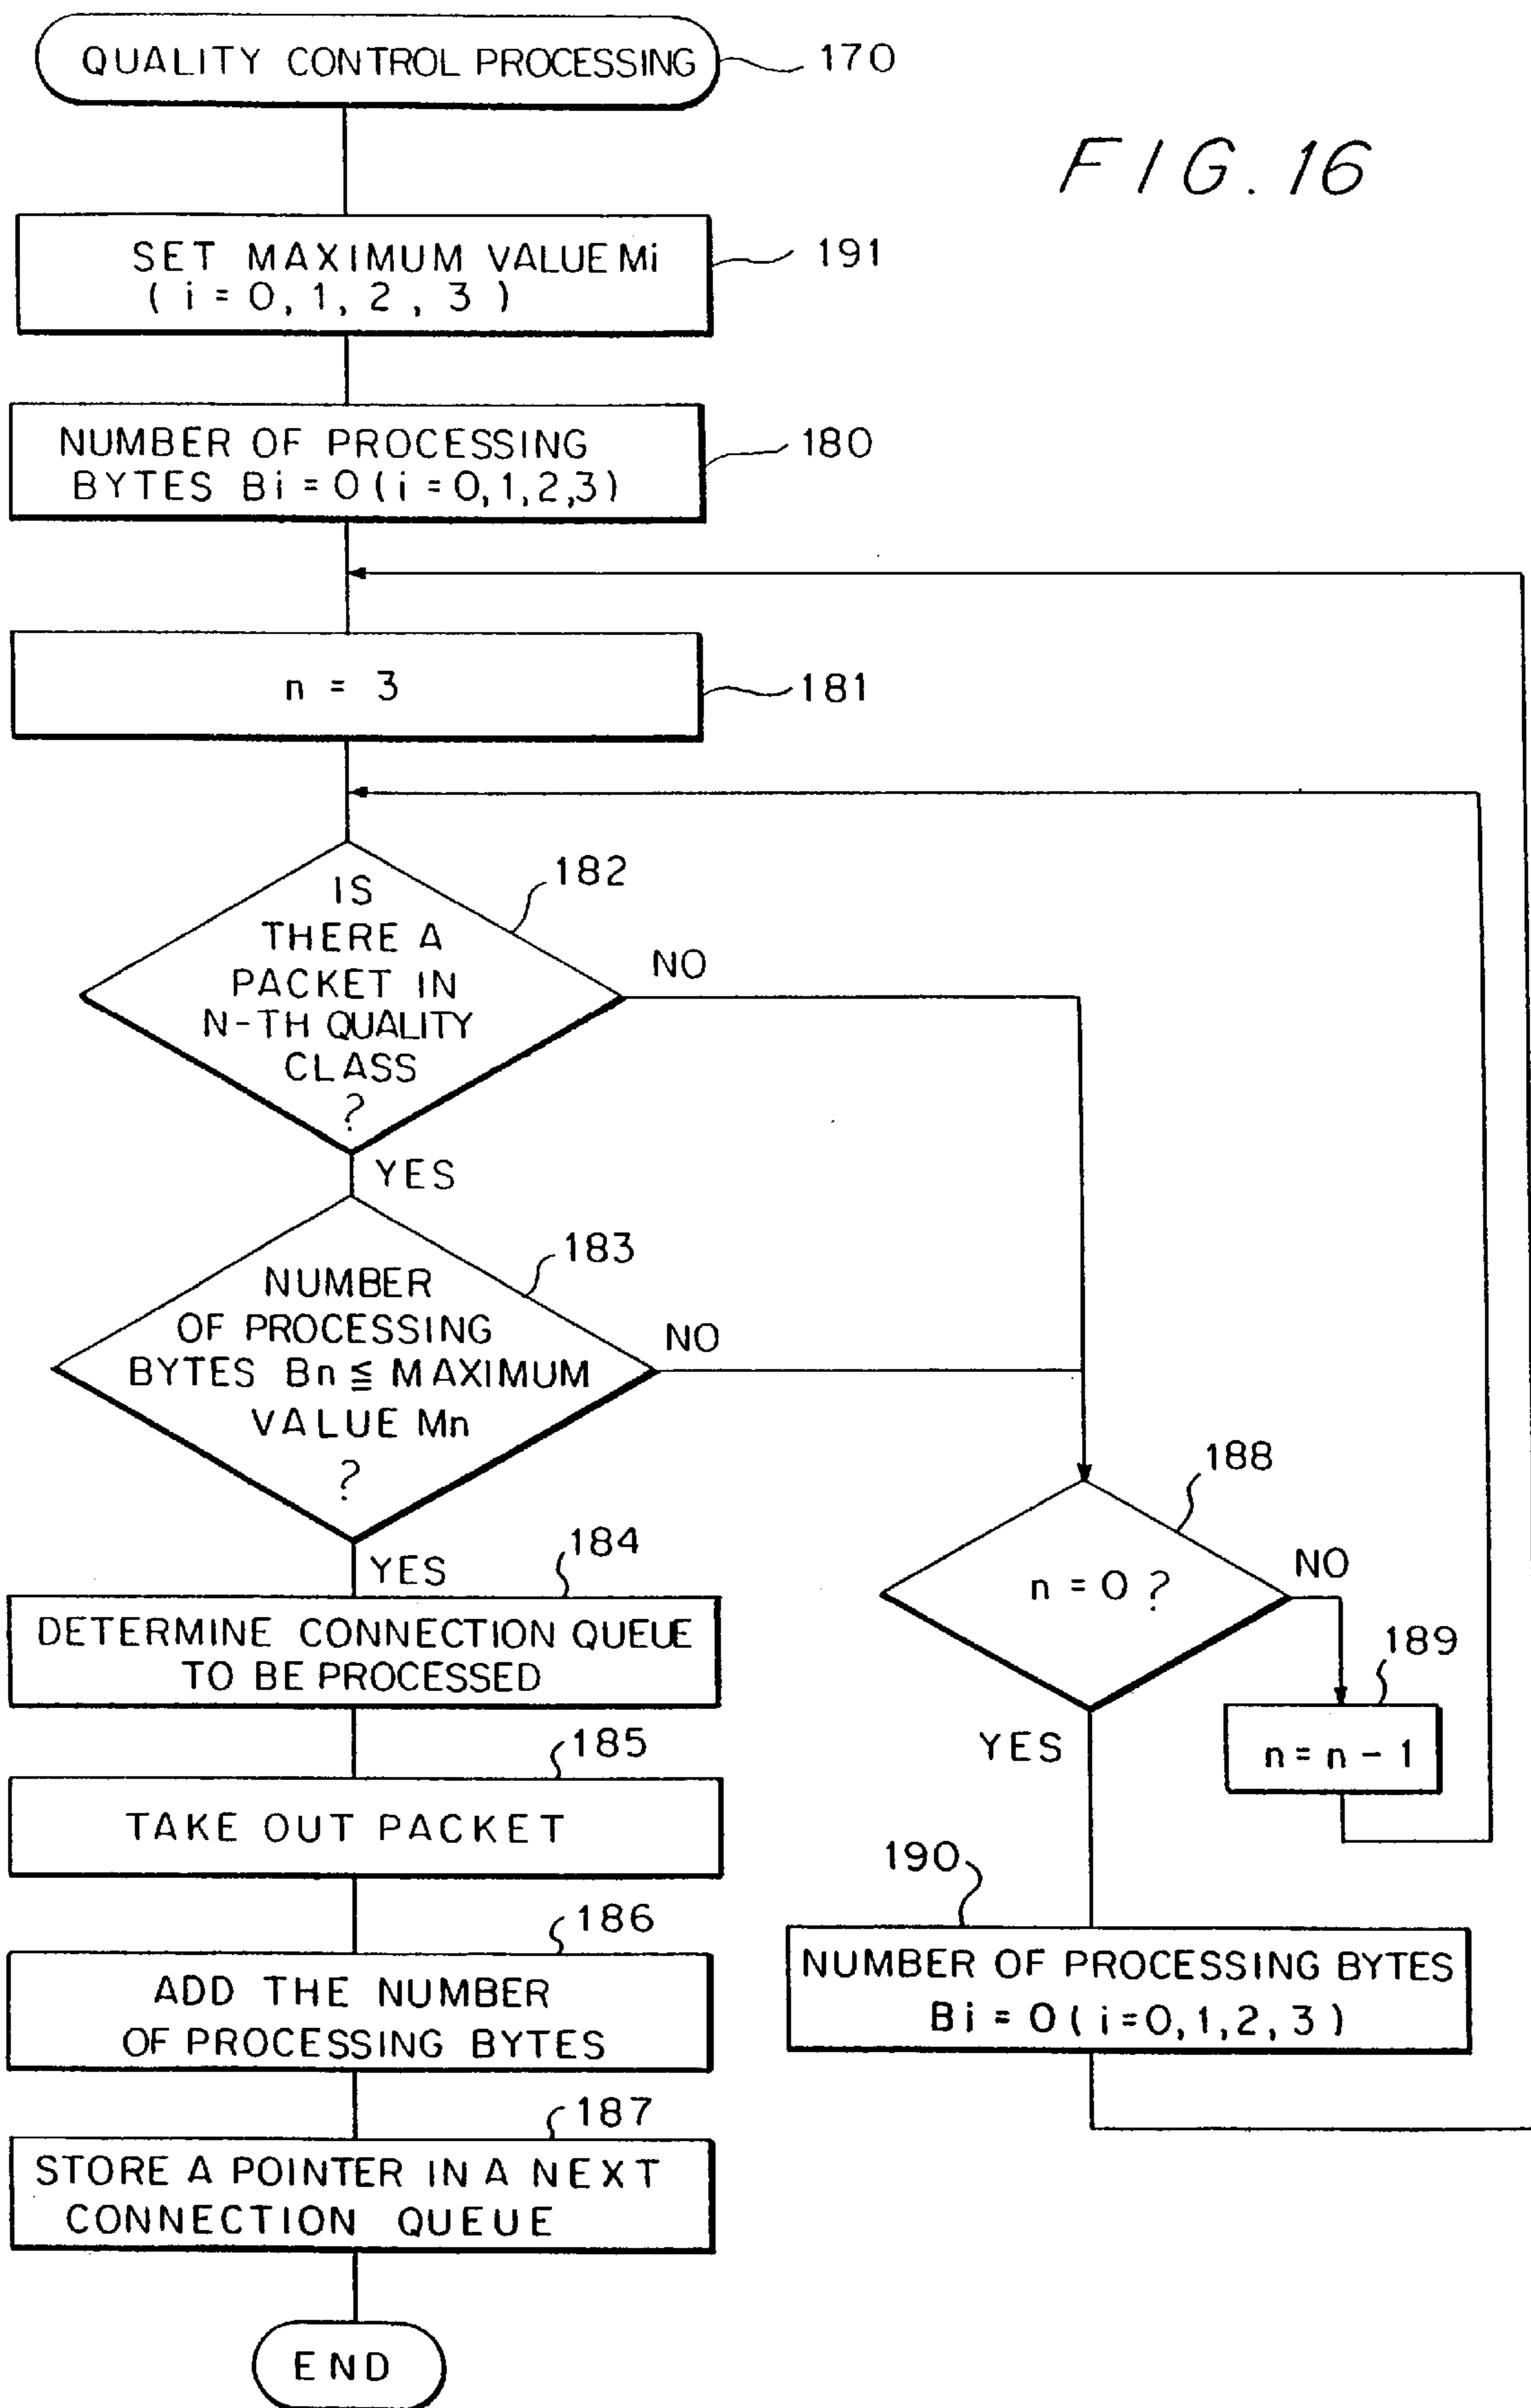 QUALITY CONTROL PROCESSING
170
FIG. 16
SET MAXIMUM VALUE Mi
( i = 0, 1, 2, 3 )
191
NUMBER OF PROCESSING
BYTES Bi = 0 ( i = 0, 1, 2, 3 )
180
n = 3
181
IS
THERE A
PACKET IN
N-TH QUALITY
CLASS
?
182
NO
YES
NUMBER
OF PROCESSING
BYTES Bn ≦ MAXIMUM
VALUE Mn
?
183
NO
YES
188
n = 0 ?
NO
YES
184
DETERMINE CONNECTION QUEUE
TO BE PROCESSED
189
n = n - 1
185
TAKE OUT PACKET
190
NUMBER OF PROCESSING BYTES
Bi = 0 ( i = 0, 1, 2, 3 )
186
ADD THE NUMBER
OF PROCESSING BYTES
187
STORE A POINTER IN A NEXT
CONNECTION QUEUE
END